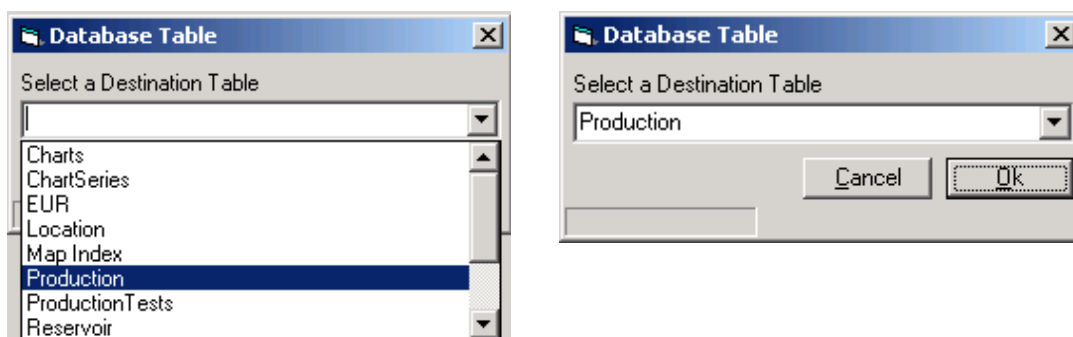 Database Table
Select a Destination Table
Charts
ChartSeries
EUR
Location
Map Index
Production
ProductionTests
Reservoir
Database Table
Select a Destination Table
Production
Cancel
Ok